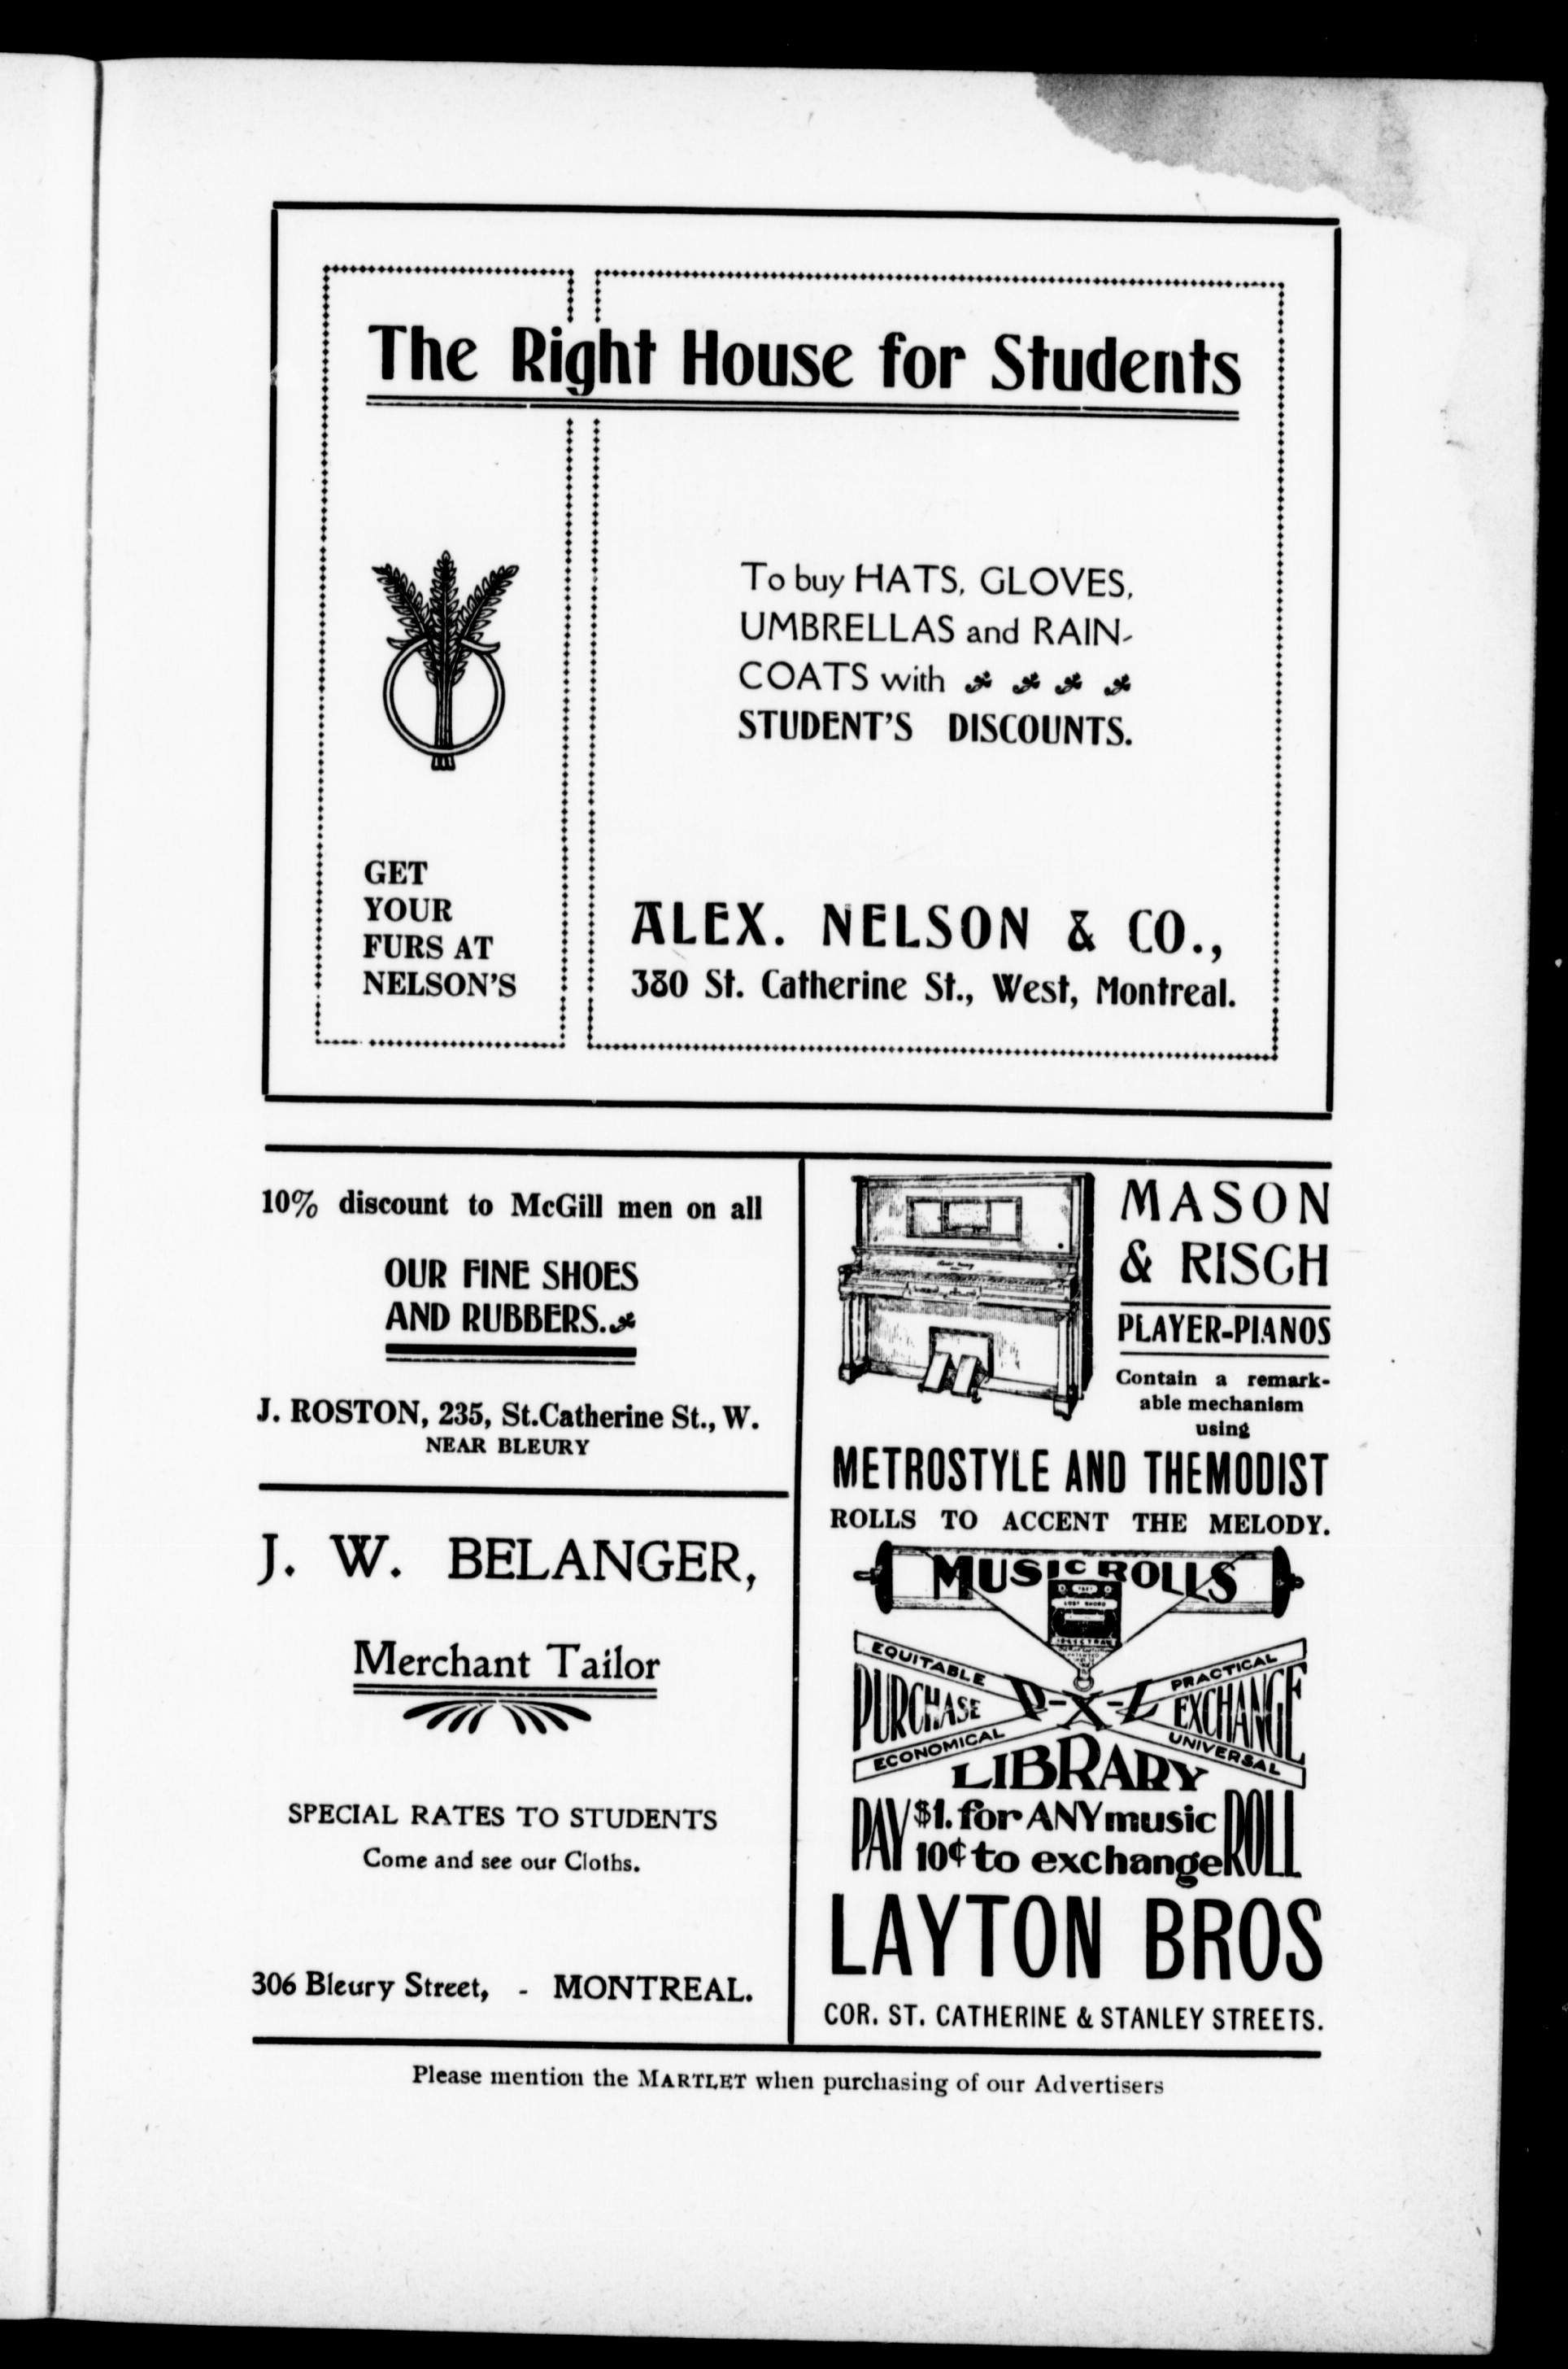 The Right House for Students
To buy HATS, GLOVES,
UMBRELLAS and RAIN-
COATS with
STUDENT'S DISCOUNTS.
GET
YOUR
FURS AT
NELSON'S
ALEX. NELSON & CO.,
380 St. Catherine St., West, Montreal.
10% discount to McGill men on all
OUR FINE SHOES
AND RUBBERS.
J. ROSTON, 235, St.Catherine St., W.
NEAR BLEURY
J. W. BELANGER,
Merchant Tailor
SPECIAL RATES TO STUDENTS
Come and see our Cloths.
306 Bleury Street, - MONTREAL.
MASON
& RISCH
PLAYER-PIANOS
Contain a remark-
able mechanism
using
METROSTYLE AND THEMODIST
ROLLS TO ACCENT THE MELODY.
MUSIC ROLLS
EQUITABLE
PRACTICAL
PURCHASE P-X-L EXCHANGE
ECONOMICAL
UNIVERSAL
LIBRARY
PAY $1. for ANY music ROLL
10¢ to exchange
LAYTON BROS
COR. ST. CATHERINE & STANLEY STREETS.
Please mention the MARTLET when purchasing of our Advertisers